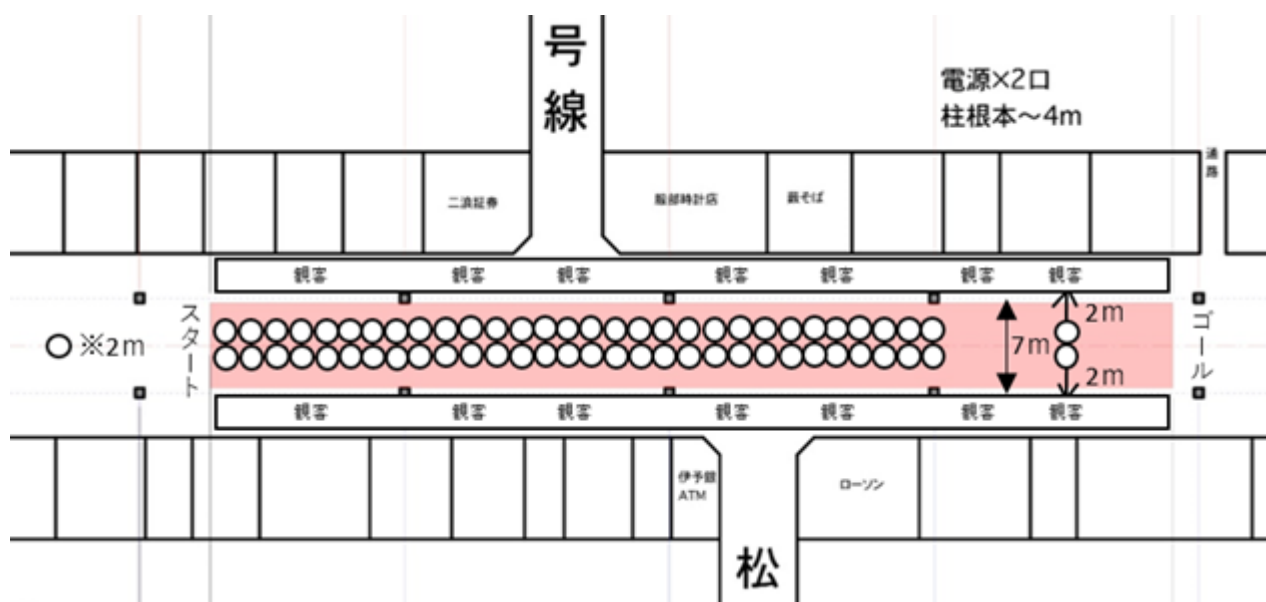 号線
電源×2口
柱根本～4m
通路
二浪証券
服部時計店
藪そば
観客 観客 観客 観客 観客 観客 観客
スタート
○※2m
2m
7m
2m
ゴール
観客 観客 観客 観客 観客 観客 観客
伊予銀
ATM
ローソン
松